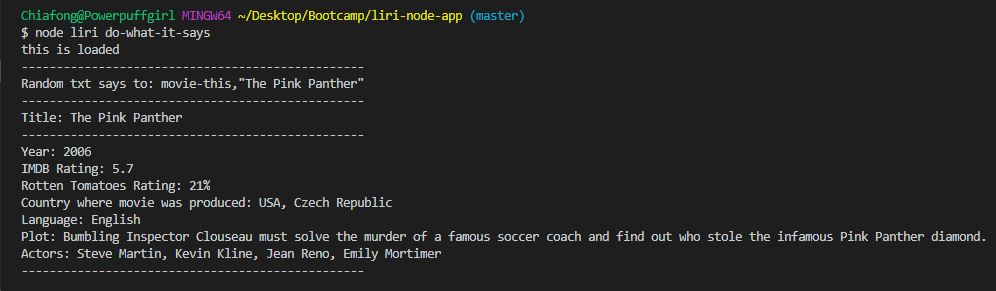 Chiafong@Powerpuffgirl MINGW64 ~/Desktop/Bootcamp/liri-node-app (master)
$ node liri do-what-it-says
this is loaded
-------------------------------------------------
Random txt says to: movie-this,"The Pink Panther"
-------------------------------------------------
Title: The Pink Panther
-------------------------------------------------
Year: 2006
IMDB Rating: 5.7
Rotten Tomatoes Rating: 21%
Country where movie was produced: USA, Czech Republic
Language: English
Plot: Bumbling Inspector Clouseau must solve the murder of a famous soccer coach and find out who stole the infamous Pink Panther diamond.
Actors: Steve Martin, Kevin Kline, Jean Reno, Emily Mortimer
-------------------------------------------------